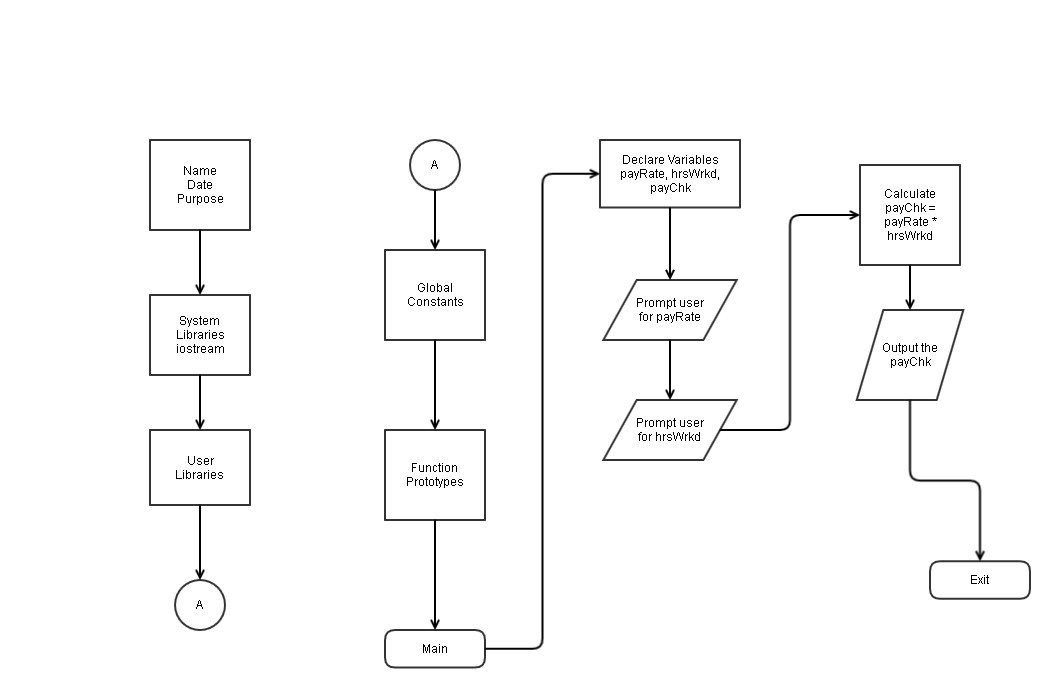 Name
Date
Purpose
System
Libraries
iostream
User
Libraries
A
A
Global
Constants
Function
Prototypes
Main
Declare Variables
payRate, hrsWrkd,
payChk
Prompt user
for payRate
Prompt user
for hrsWrkd
Calculate
payChk =
payRate *
hrsWrkd
Output the
payChk
Exit